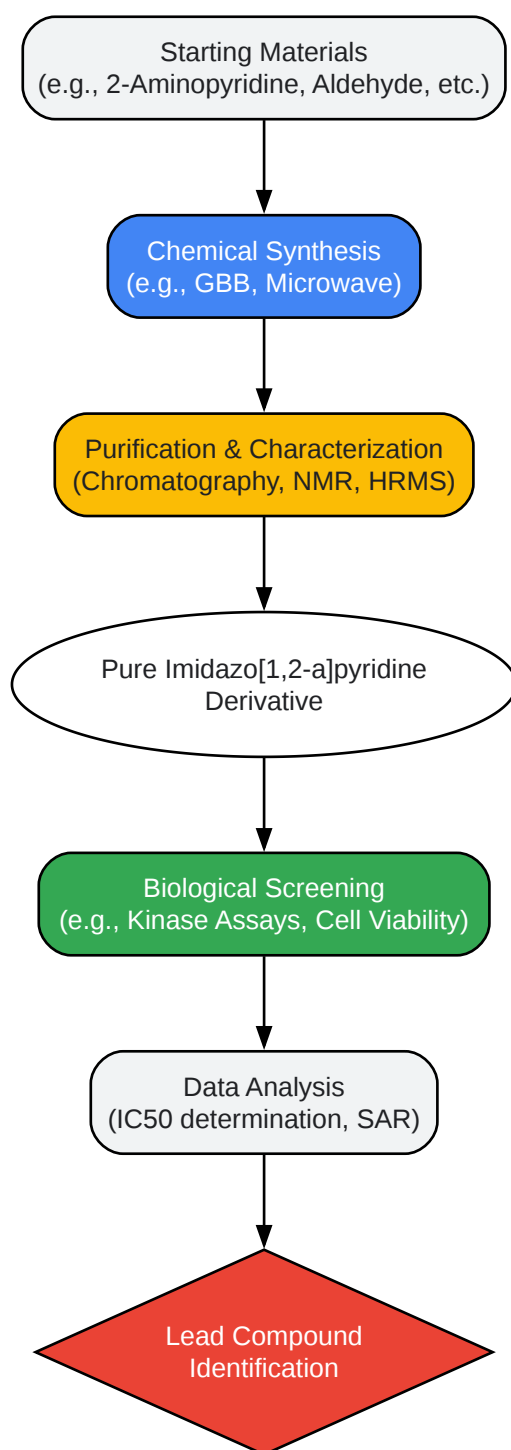 Starting Materials
(e.g., 2-Aminopyridine, Aldehyde, etc.)
Chemical Synthesis
(e.g., GBB, Microwave)
Purification & Characterization
(Chromatography, NMR, HRMS)
Pure Imidazo[1,2-a]pyridine
Derivative
Biological Screening
(e.g., Kinase Assays, Cell Viability)
Data Analysis
(IC50 determination, SAR)
Lead Compound
Identification